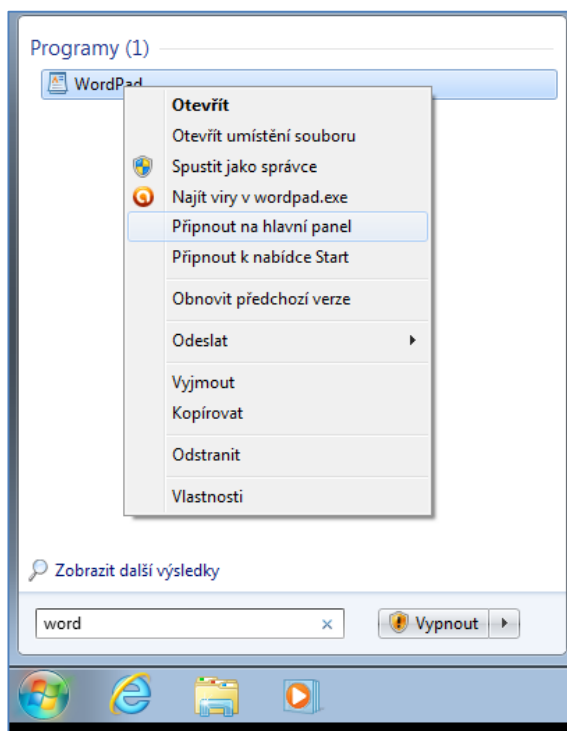 Programy (1)
WordPad
Otevřít
Otevřít umístění souboru
Spustit jako správce
Najít viry v wordpad.exe
Připnout na hlavní panel
Připnout k nabídce Start
Obnovit předchozí verze
Odeslat
Vyjmout
Kopírovat
Odstranit
Vlastnosti
Zobrazit další výsledky
word
Vypnout